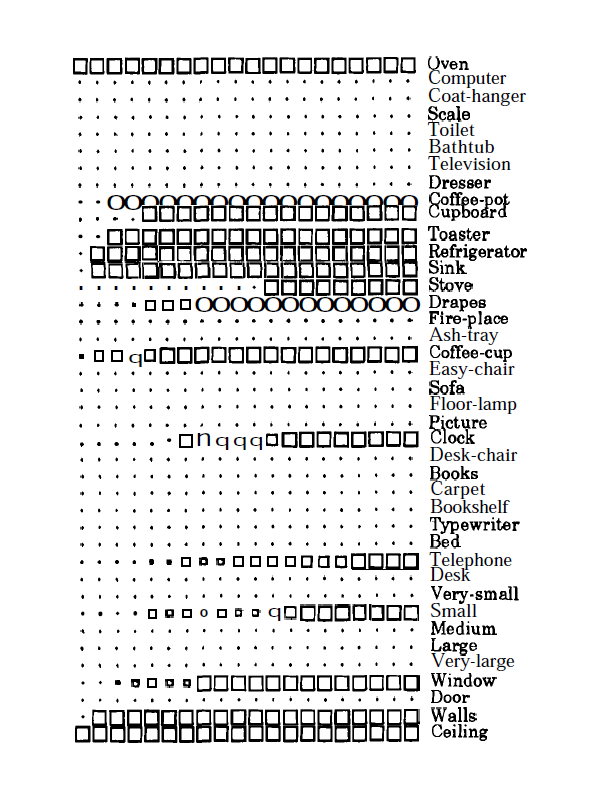 Oven
Computer
Coat-hanger
Scale
Toilet
Bathtub
Television
Dresser
Coffee-pot
Cupboard
Toaster
Refrigerator
Sink
Stove
Drapes
Fire-place
Ash-tray
Coffee-cup
Easy-chair
Sofa
Floor-lamp
Picture
Clock
Desk-chair
Books
Carpet
Bookshelf
Typewriter
Bed
Telephone
Desk
Very-small
Small
Medium
Large
Very-large
Window
Door
Walls
Ceiling